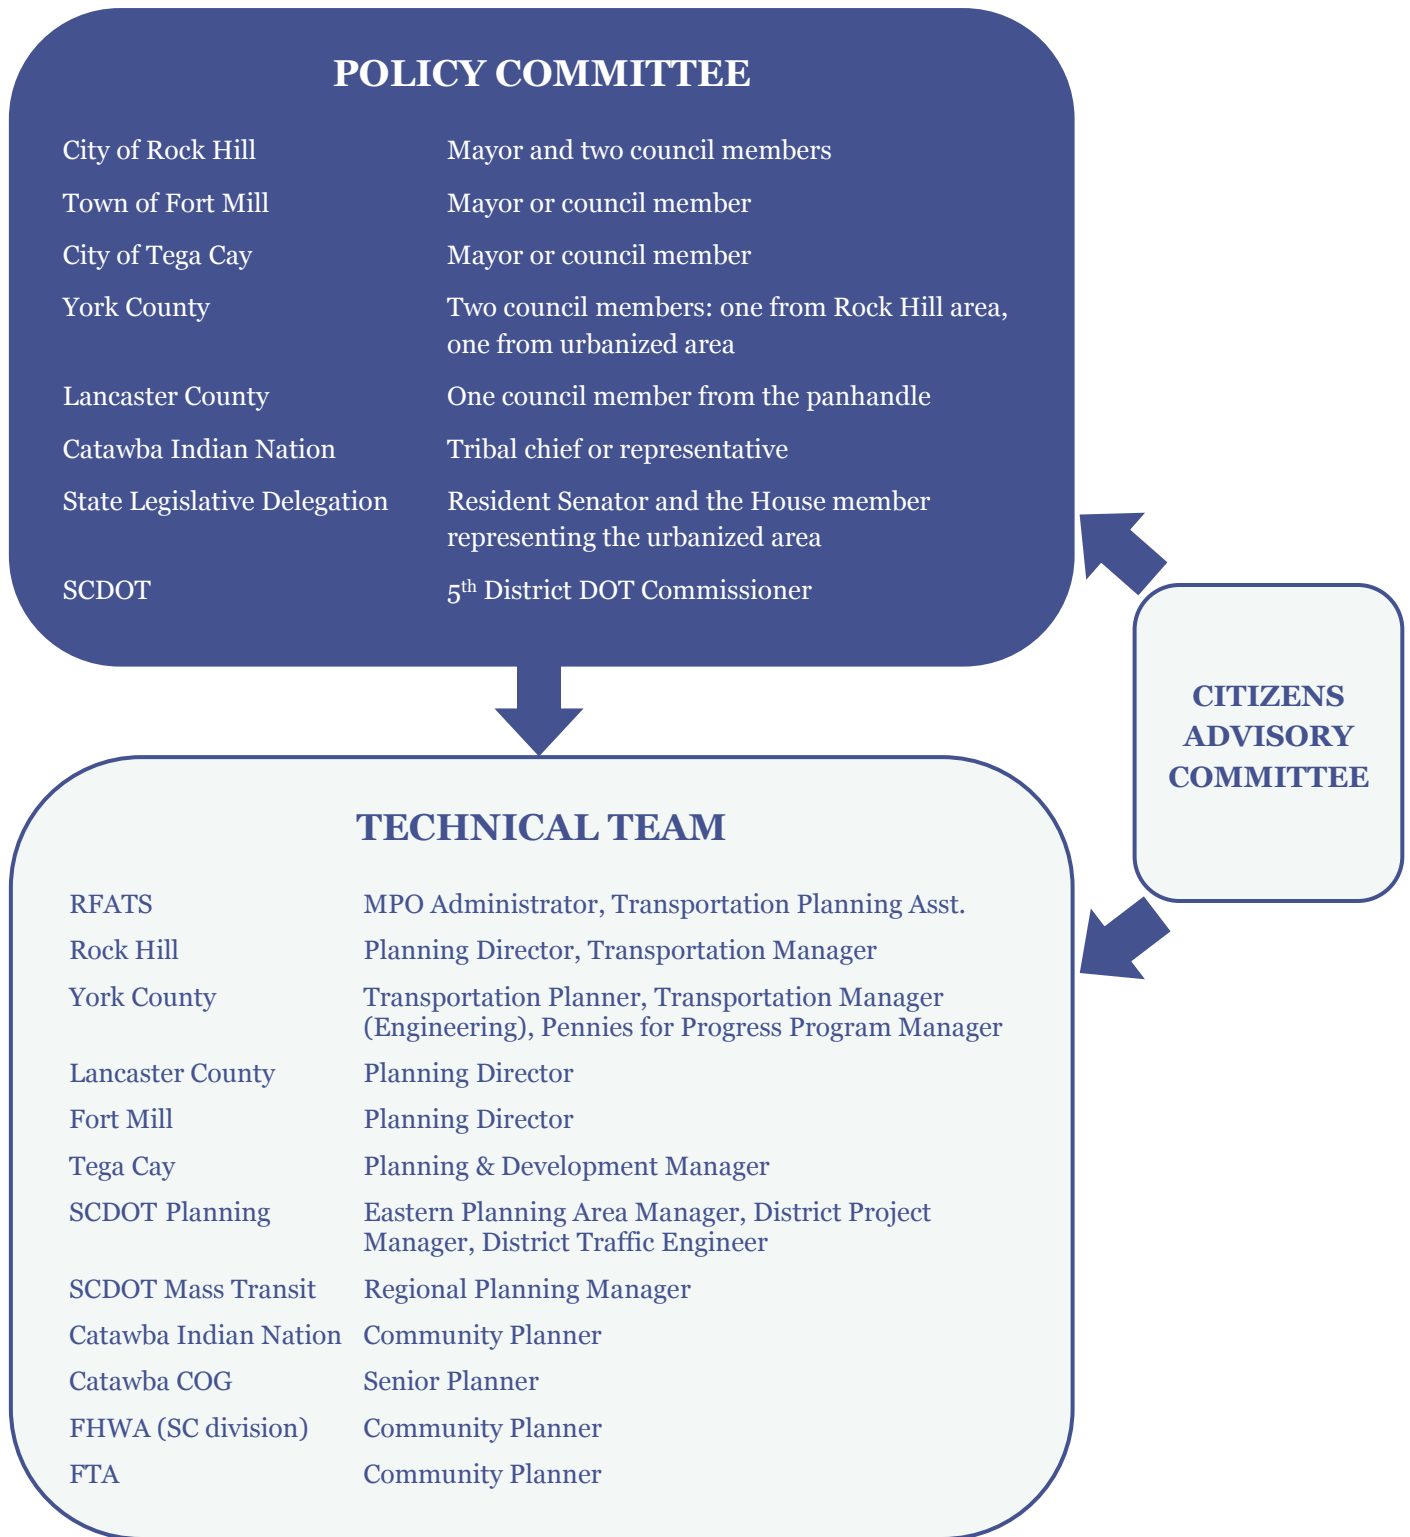 POLICY COMMITTEE
City of Rock Hill Mayor and two council members
Town of Fort Mill Mayor or council member
City of Tega Cay Mayor or council member
York County Two council members: one from Rock Hill area,
one from urbanized area
Lancaster County One council member from the panhandle
Catawba Indian Nation Tribal chief or representative
State Legislative Delegation Resident Senator and the House member
representing the urbanized area
SCDOT 5th District DOT Commissioner
CITIZENS
ADVISORY
COMMITTEE
TECHNICAL TEAM
RFATS MPO Administrator, Transportation Planning Asst.
Rock Hill Planning Director, Transportation Manager
York County Transportation Planner, Transportation Manager
(Engineering), Pennies for Progress Program Manager
Lancaster County Planning Director
Fort Mill Planning Director
Tega Cay Planning & Development Manager
SCDOT Planning Eastern Planning Area Manager, District Project
Manager, District Traffic Engineer
SCDOT Mass Transit Regional Planning Manager
Catawba Indian Nation Community Planner
Catawba COG Senior Planner
FHWA (SC division) Community Planner
FTA Community Planner